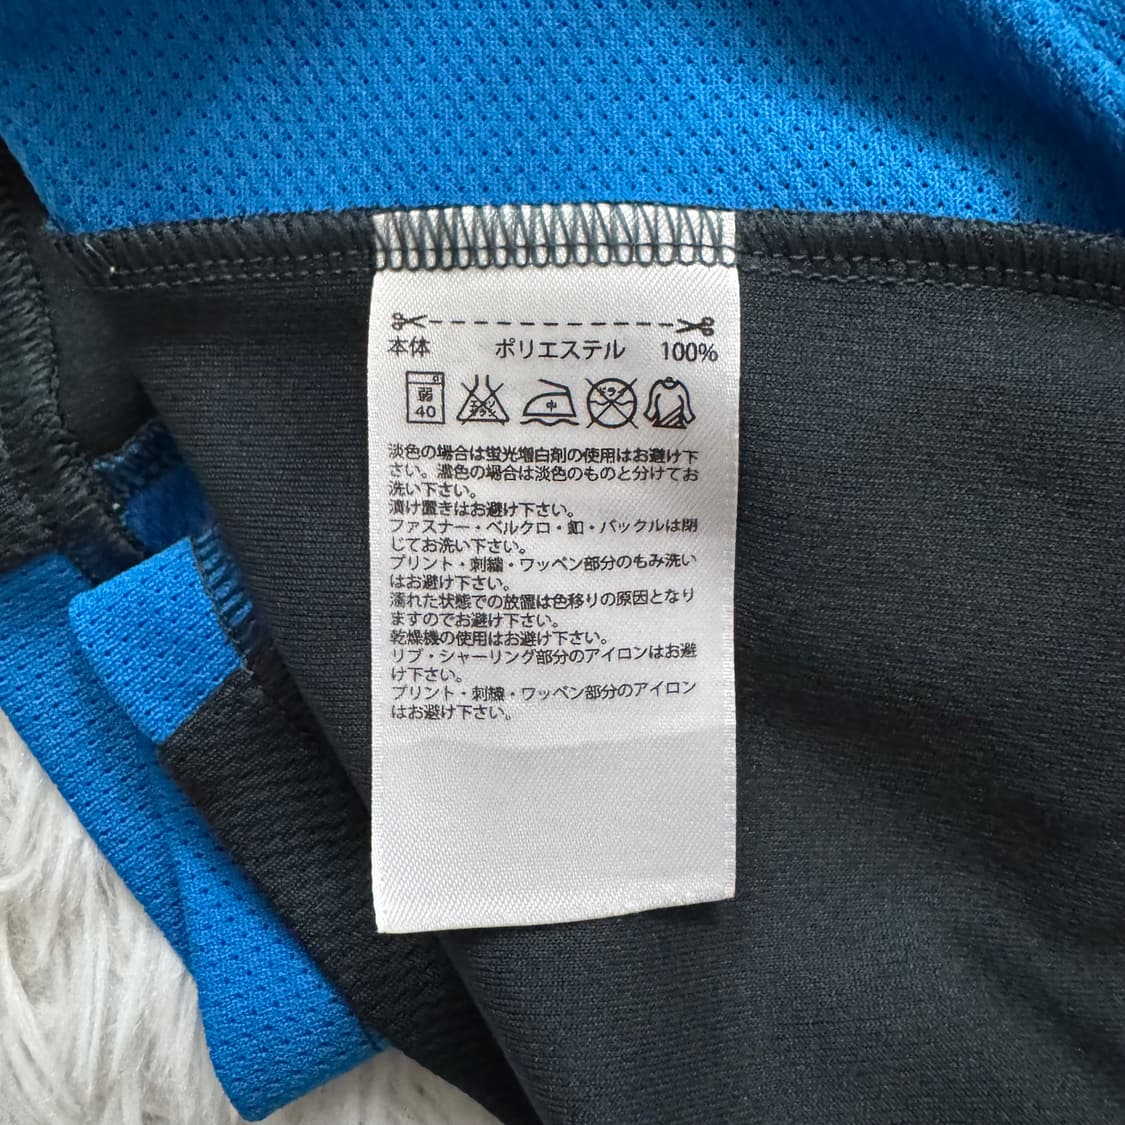 本体 ポリエステル 100%
弱 40 エンソ サラシ 中 ドライ
淡色の場合は蛍光増白剤の使用はお避け下
さい。濃色の場合は淡色のものと分けてお
洗い下さい。
漬け置きはお避け下さい。
ファスナー・ベルクロ・釦・バックルは閉
じてお洗い下さい。
プリント・刺繍・ワッペン部分のもみ洗い
はお避け下さい。
濡れた状態での放置は色移りの原因となり
ますのでお避け下さい。
乾燥機の使用はお避け下さい。
リブ・シャーリング部分のアイロンはお避
け下さい。
プリント・刺繍・ワッペン部分のアイロン
はお避け下さい。